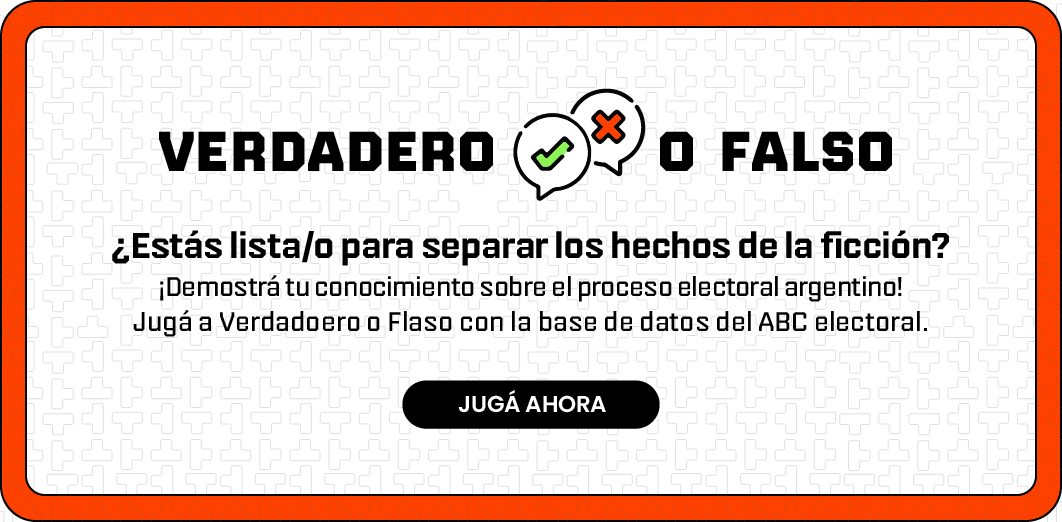 VERDADERO O FALSO
¿Estás lista/o para separar los hechos de la ficción?
¡Demostrá tu conocimiento sobre el proceso electoral argentino!
Jugá a Verdadoero o Flaso con la base de datos del ABC electoral.
JUGÁ AHORA